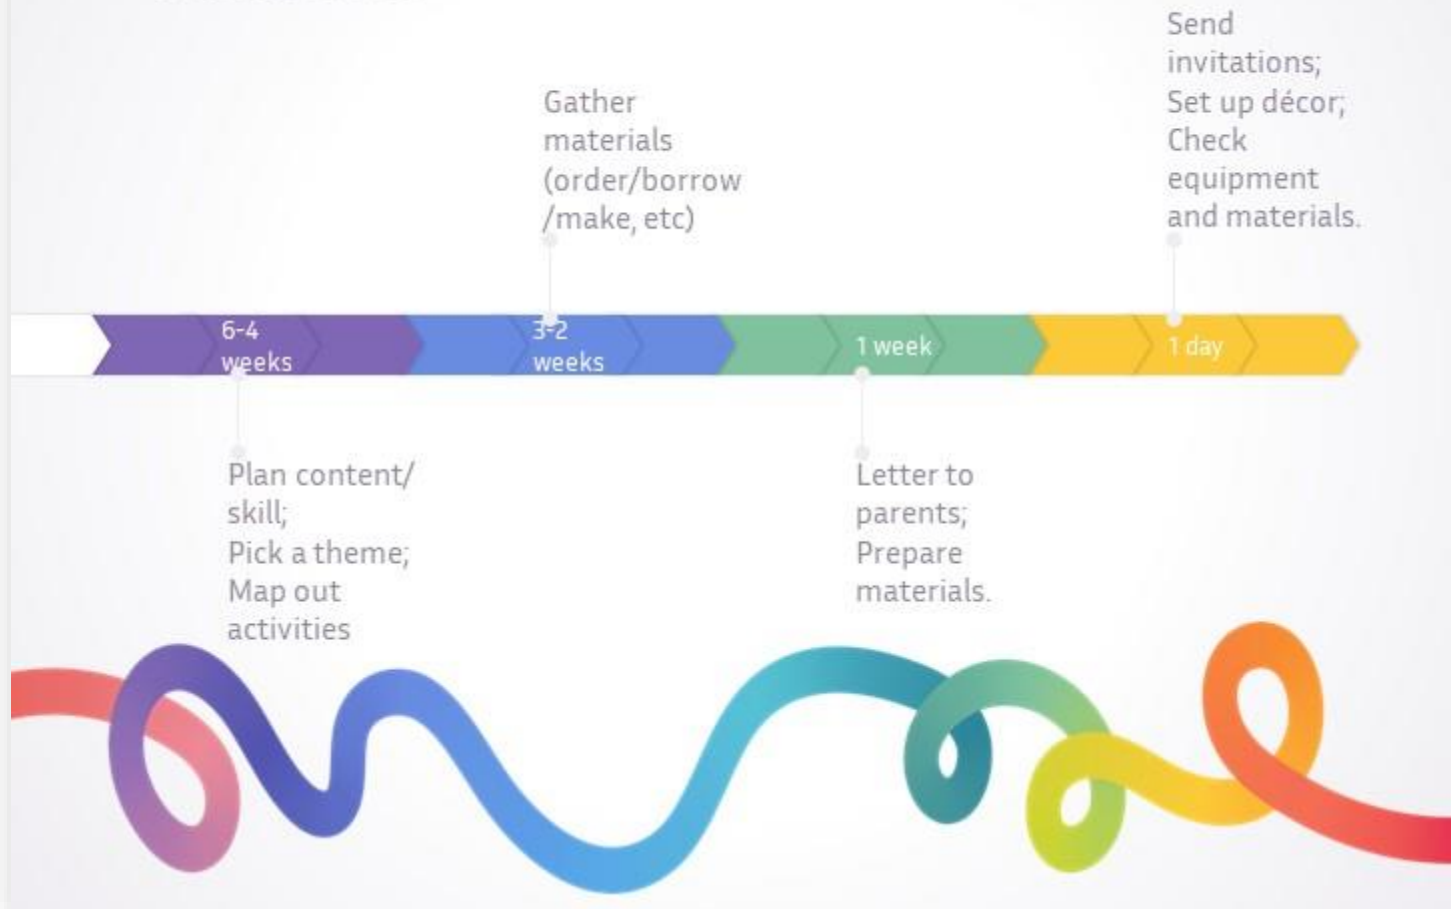 Send
invitations;
Set up décor;
Check
equipment
and materials.
Gather
materials
(order/borrow
/make, etc)
6-4
weeks
3-2
weeks
1 week
1 day
Plan content/
skill;
Pick a theme;
Map out
activities
Letter to
parents;
Prepare
materials.